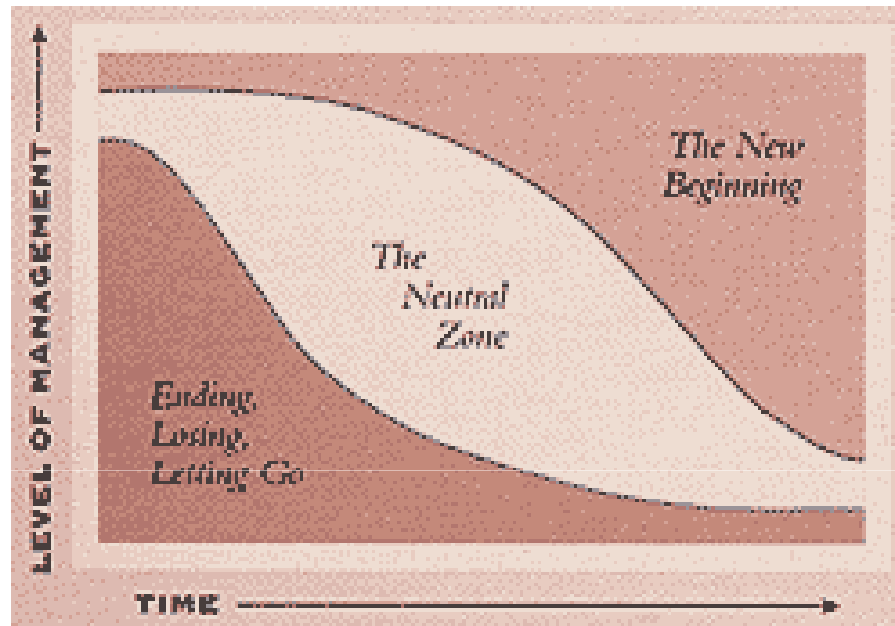 LEVEL OF MANAGEMENT
The New
Beginning
The
Neutral
Zone
Ending,
Losing,
Letting Go
TIME